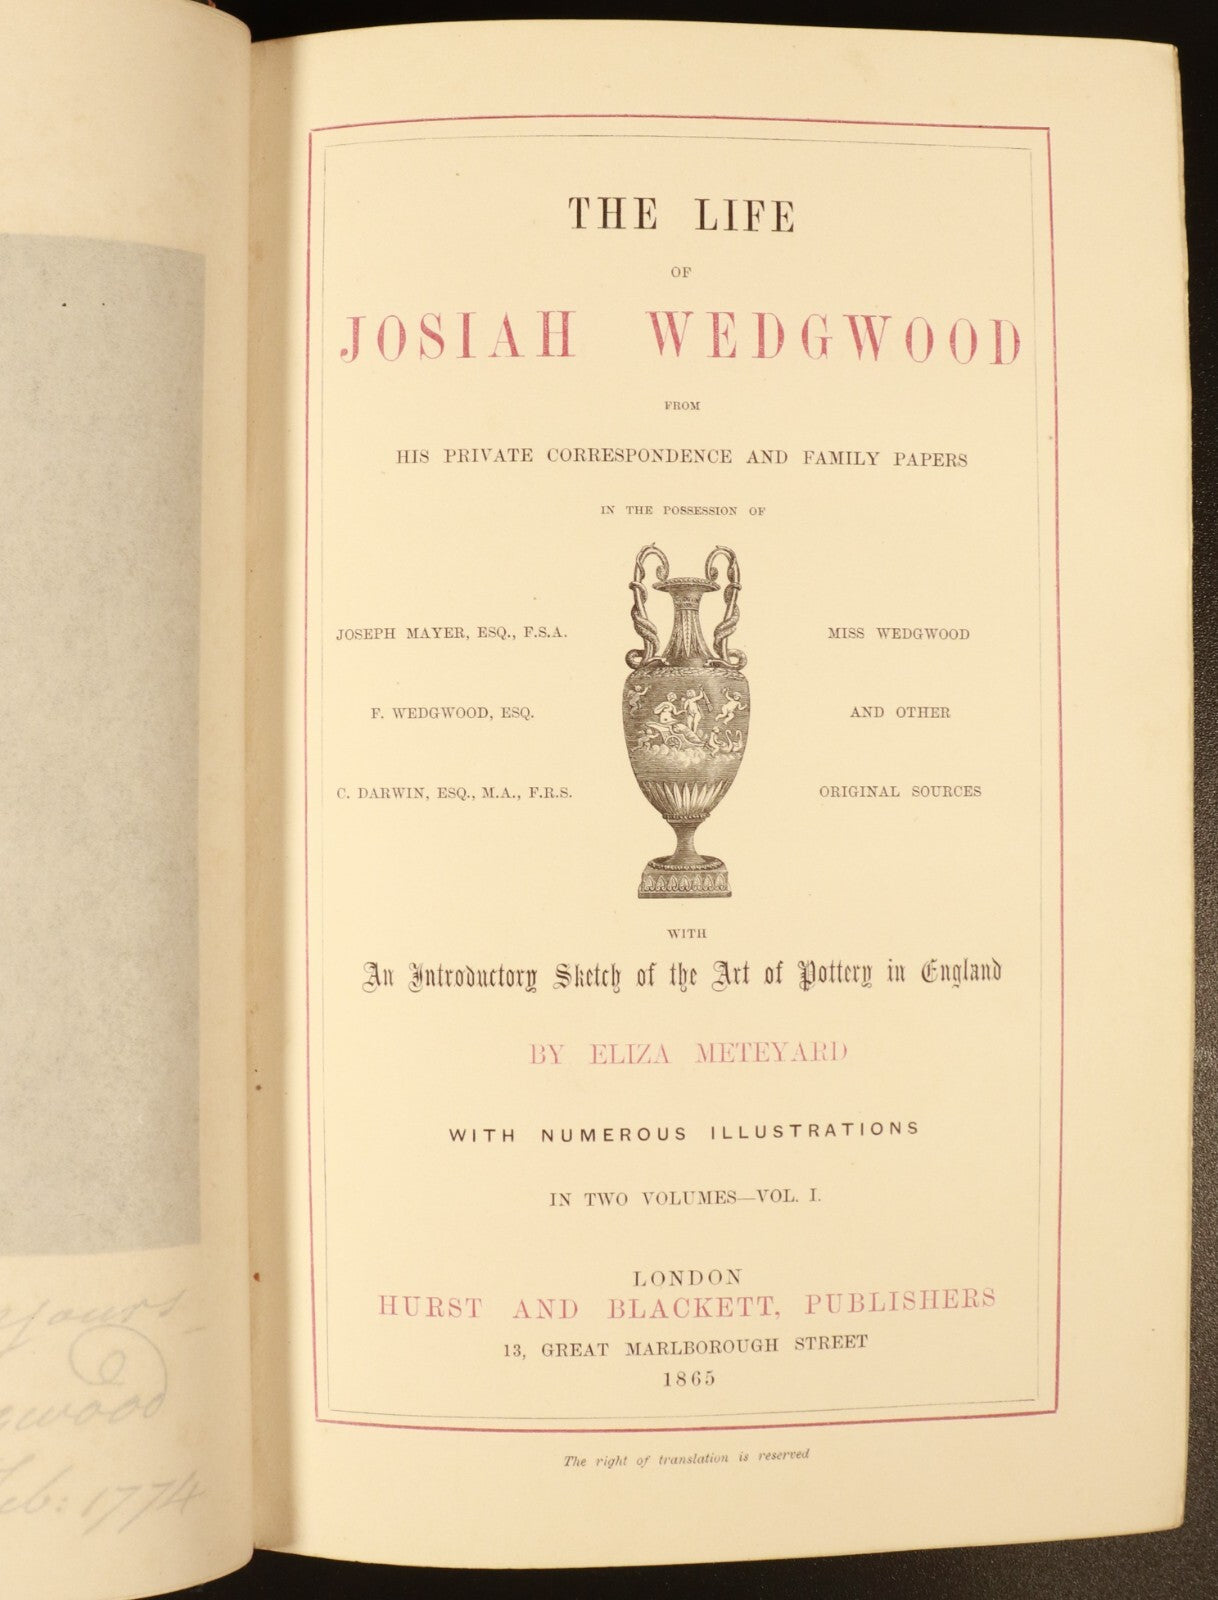 THE LIFE
OF
JOSIAH WEDGWOOD
FROM
HIS PRIVATE CORRESPONDENCE AND FAMILY PAPERS
IN THE POSSESSION OF
JOSEPH MAYER, ESQ., F.S.A.
F. WEDGWOOD, ESQ.
C. DARWIN, ESQ., M.A., F.R.S.
MISS WEDGWOOD
AND OTHER
ORIGINAL SOURCES
WITH
An Introductory Sketch of the Art of Pottery in England
BY ELIZA METEYARD
WITH NUMEROUS ILLUSTRATIONS
IN TWO VOLUMES—VOL. I.
LONDON
HURST AND BLACKETT, PUBLISHERS
13, GREAT MARLBOROUGH STREET
1865
The right of translation is reserved
1774